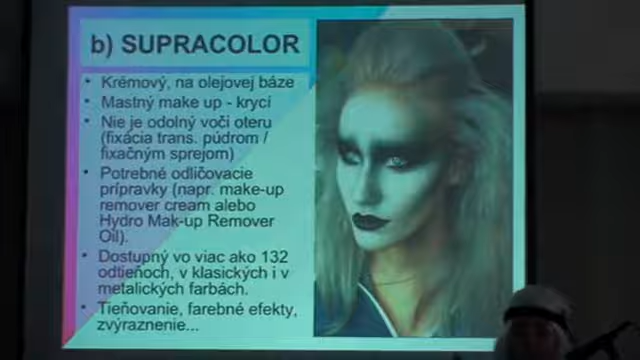 b) SUPRACOLOR
• Krémový, na olejovej báze
• Mastný make up - krycí
• Nie je odolný voči oteru
(fixácia trans. púdrom /
fixačným sprejom)
• Potrebné odličovacie
prípravky (napr. make-up
remover cream alebo
Hydro Mak-up Remover
Oil).
• Dostupný vo viac ako 132
odtieňoch, v klasických i v
metalických farbách.
• Tieňovanie, farebné efekty,
zvýraznenie...